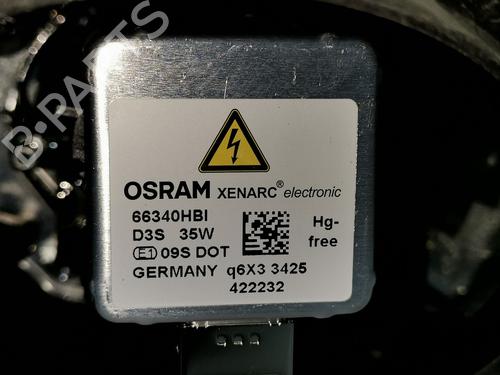 B-PARTS
OSRAM XENARC® electronic
66340HBI
D3S 35W
E1 09S DOT
Hg-
free
GERMANY q6X3 3425
422232